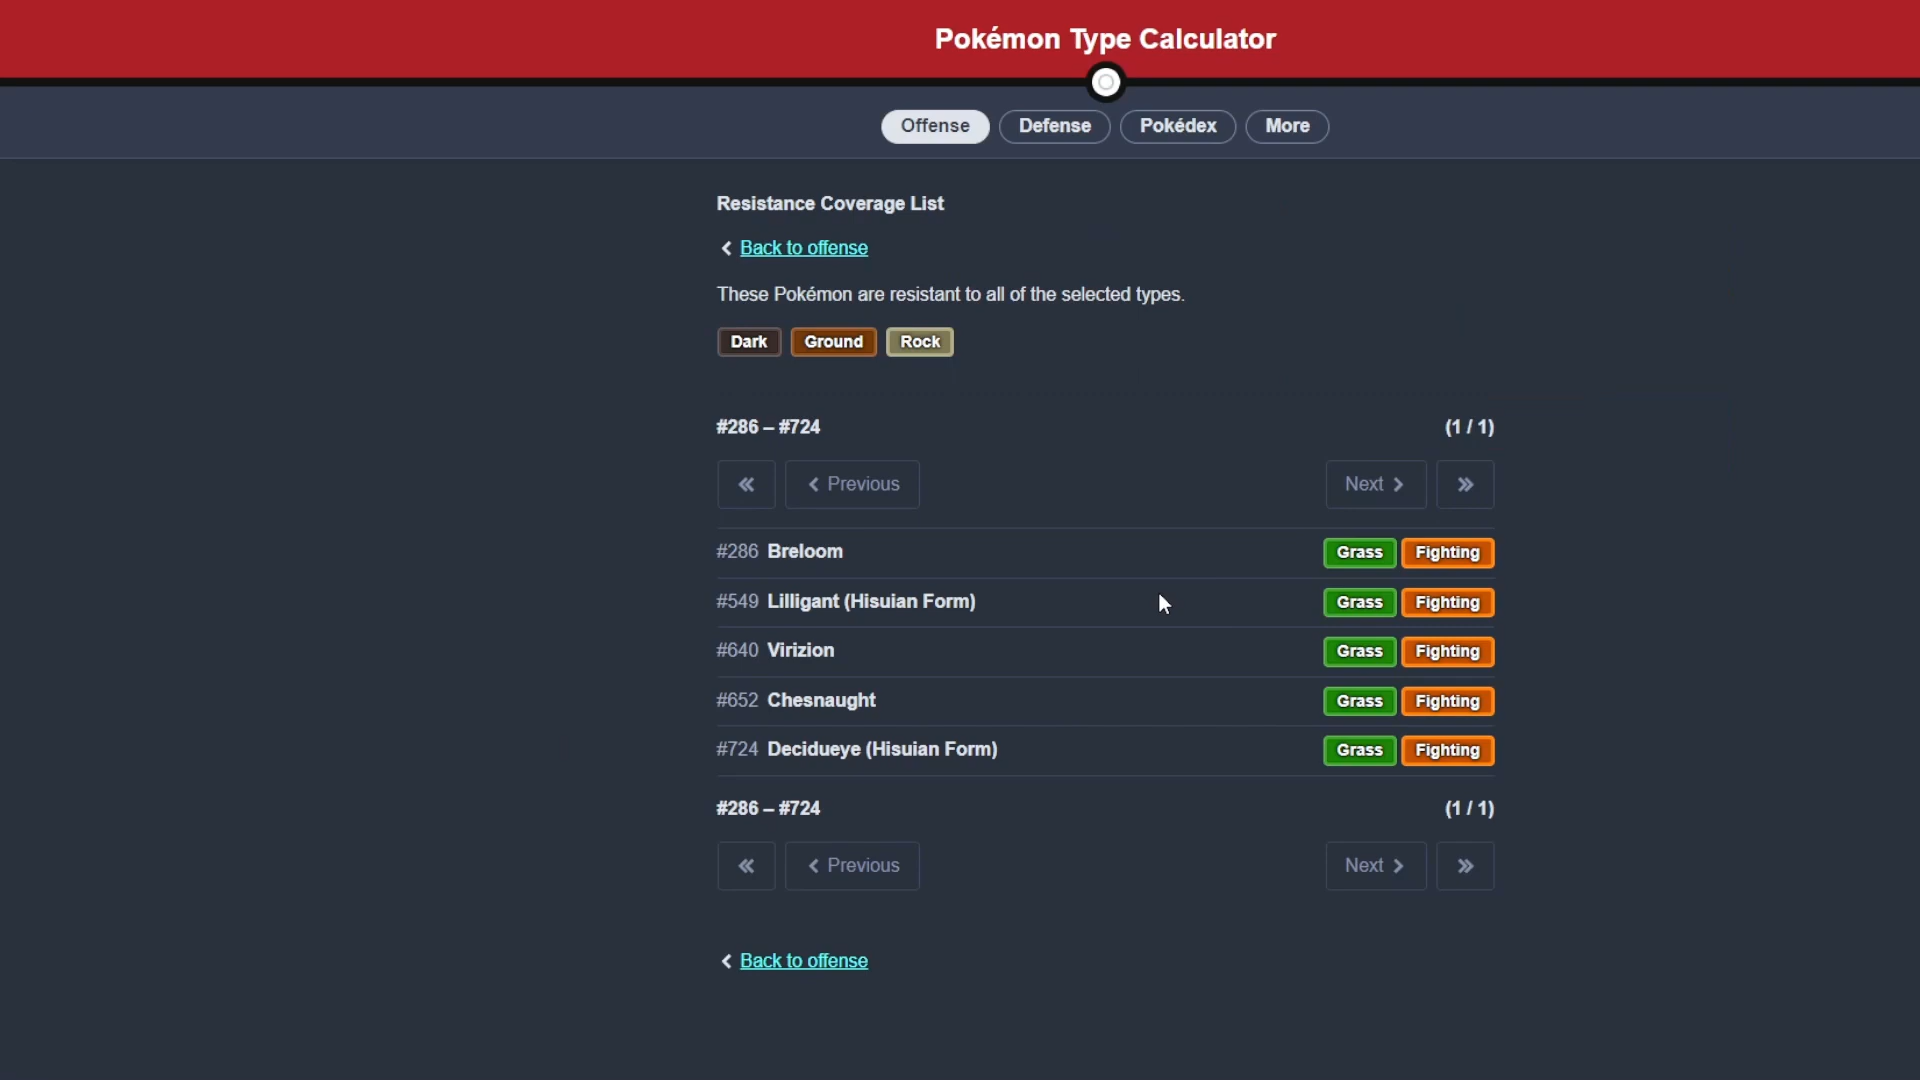 Pokémon Type Calculator
Offense Defense Pokédex More
Resistance Coverage List
Back to offense
These Pokémon are resistant to all of the selected types.
Dark Ground Rock
#286 – #724 (1 / 1)
« ‹ Previous Next › »
#286 Breloom Grass Fighting
#549 Lilligant (Hisuian Form) Grass Fighting
#640 Virizion Grass Fighting
#652 Chesnaught Grass Fighting
#724 Decidueye (Hisuian Form) Grass Fighting
#286 – #724 (1 / 1)
« ‹ Previous Next › »
Back to offense